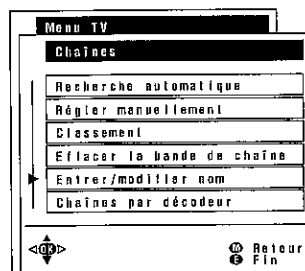 Menu TV
Chaînes
Recherche automatique
Régler manuellement
Classement
Effacer la bande de chaîne
Entrer/modifier nom
Chaînes par décodeur
OK
M Retour
E Fin